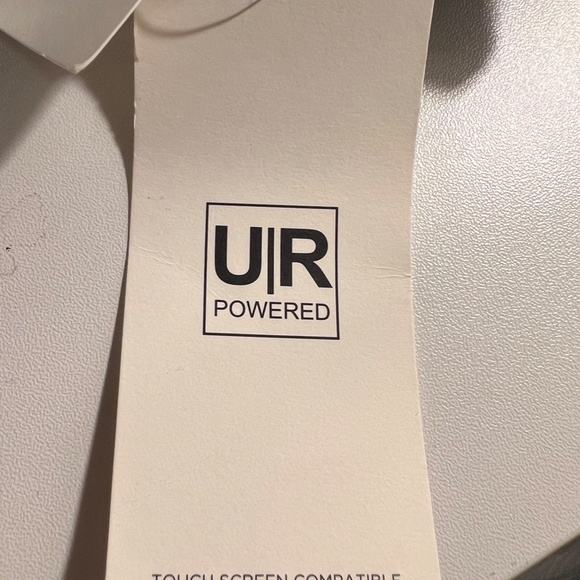 U|R
POWERED
TOUCH SCREEN COMPATIBLE